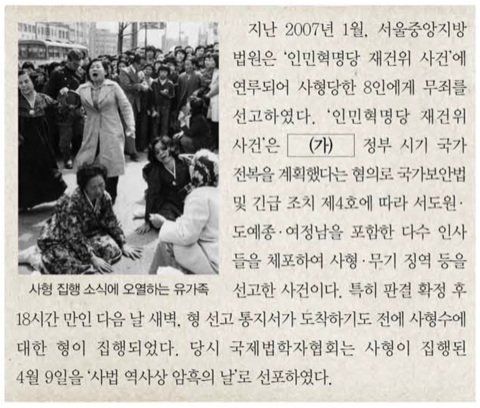 지난 2007년 1월, 서울중앙지방
법원은 ‘인민혁명당 재건위 사건’에
연루되어 사형당한 8인에게 무죄를
선고하였다. ‘인민혁명당 재건위
사건’은 (가) 정부 시기 국가
전복을 계획했다는 혐의로 국가보안법
및 긴급 조치 제4호에 따라 서도원·
도예종·여정남을 포함한 다수 인사
들을 체포하여 사형·무기 징역 등을
사형 집행 소식에 오열하는 유가족
선고한 사건이다. 특히 판결 확정 후
18시간 만인 다음 날 새벽, 형 선고 통지서가 도착하기도 전에 사형수에
대한 형이 집행되었다. 당시 국제법학자협회는 사형이 집행된
4월 9일을 ‘사법 역사상 암흑의 날’로 선포하였다.